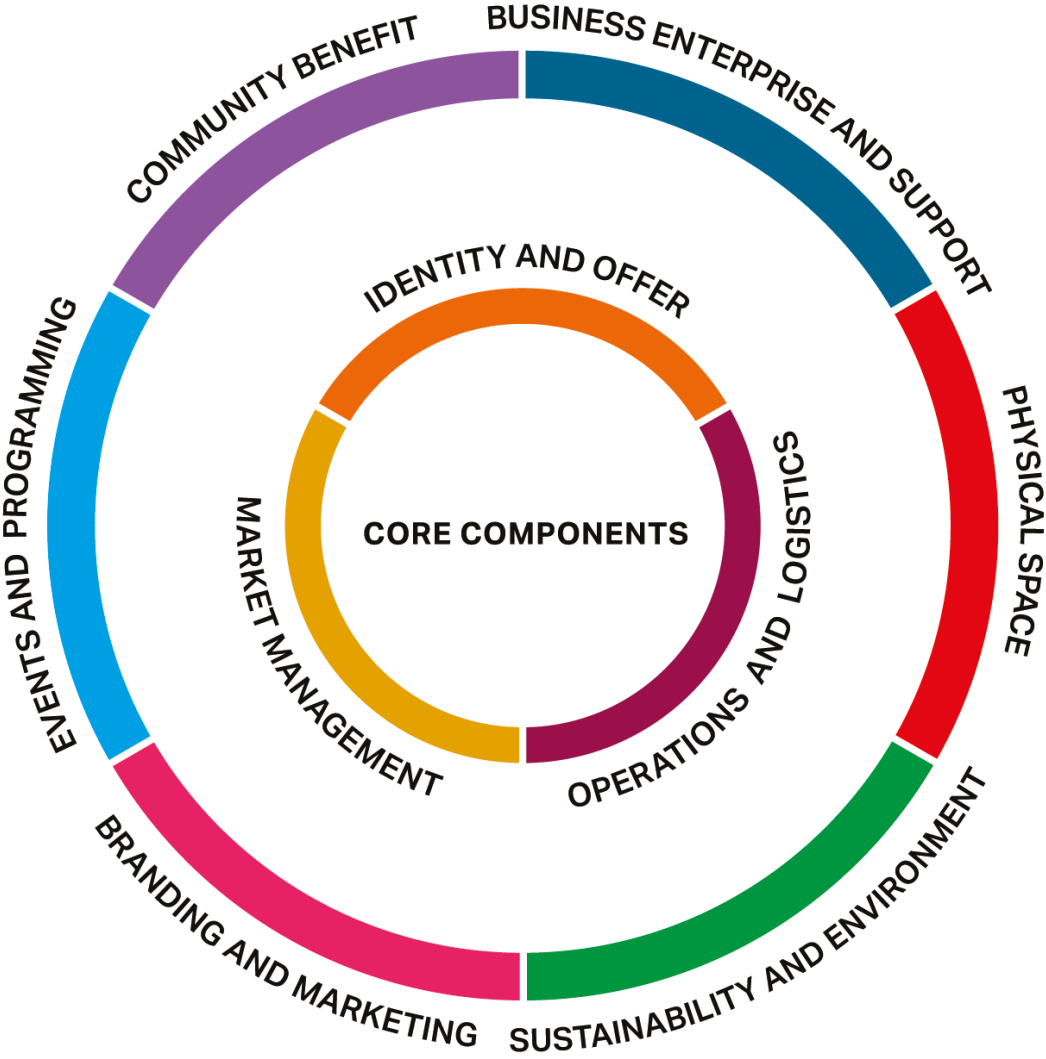 COMMUNITY BENEFIT
BUSINESS ENTERPRISE AND SUPPORT
PHYSICAL SPACE
SUSTAINABILITY AND ENVIRONMENT
BRANDING AND MARKETING
EVENTS AND PROGRAMMING
IDENTITY AND OFFER
OPERATIONS AND LOGISTICS
MARKET MANAGEMENT
CORE COMPONENTS